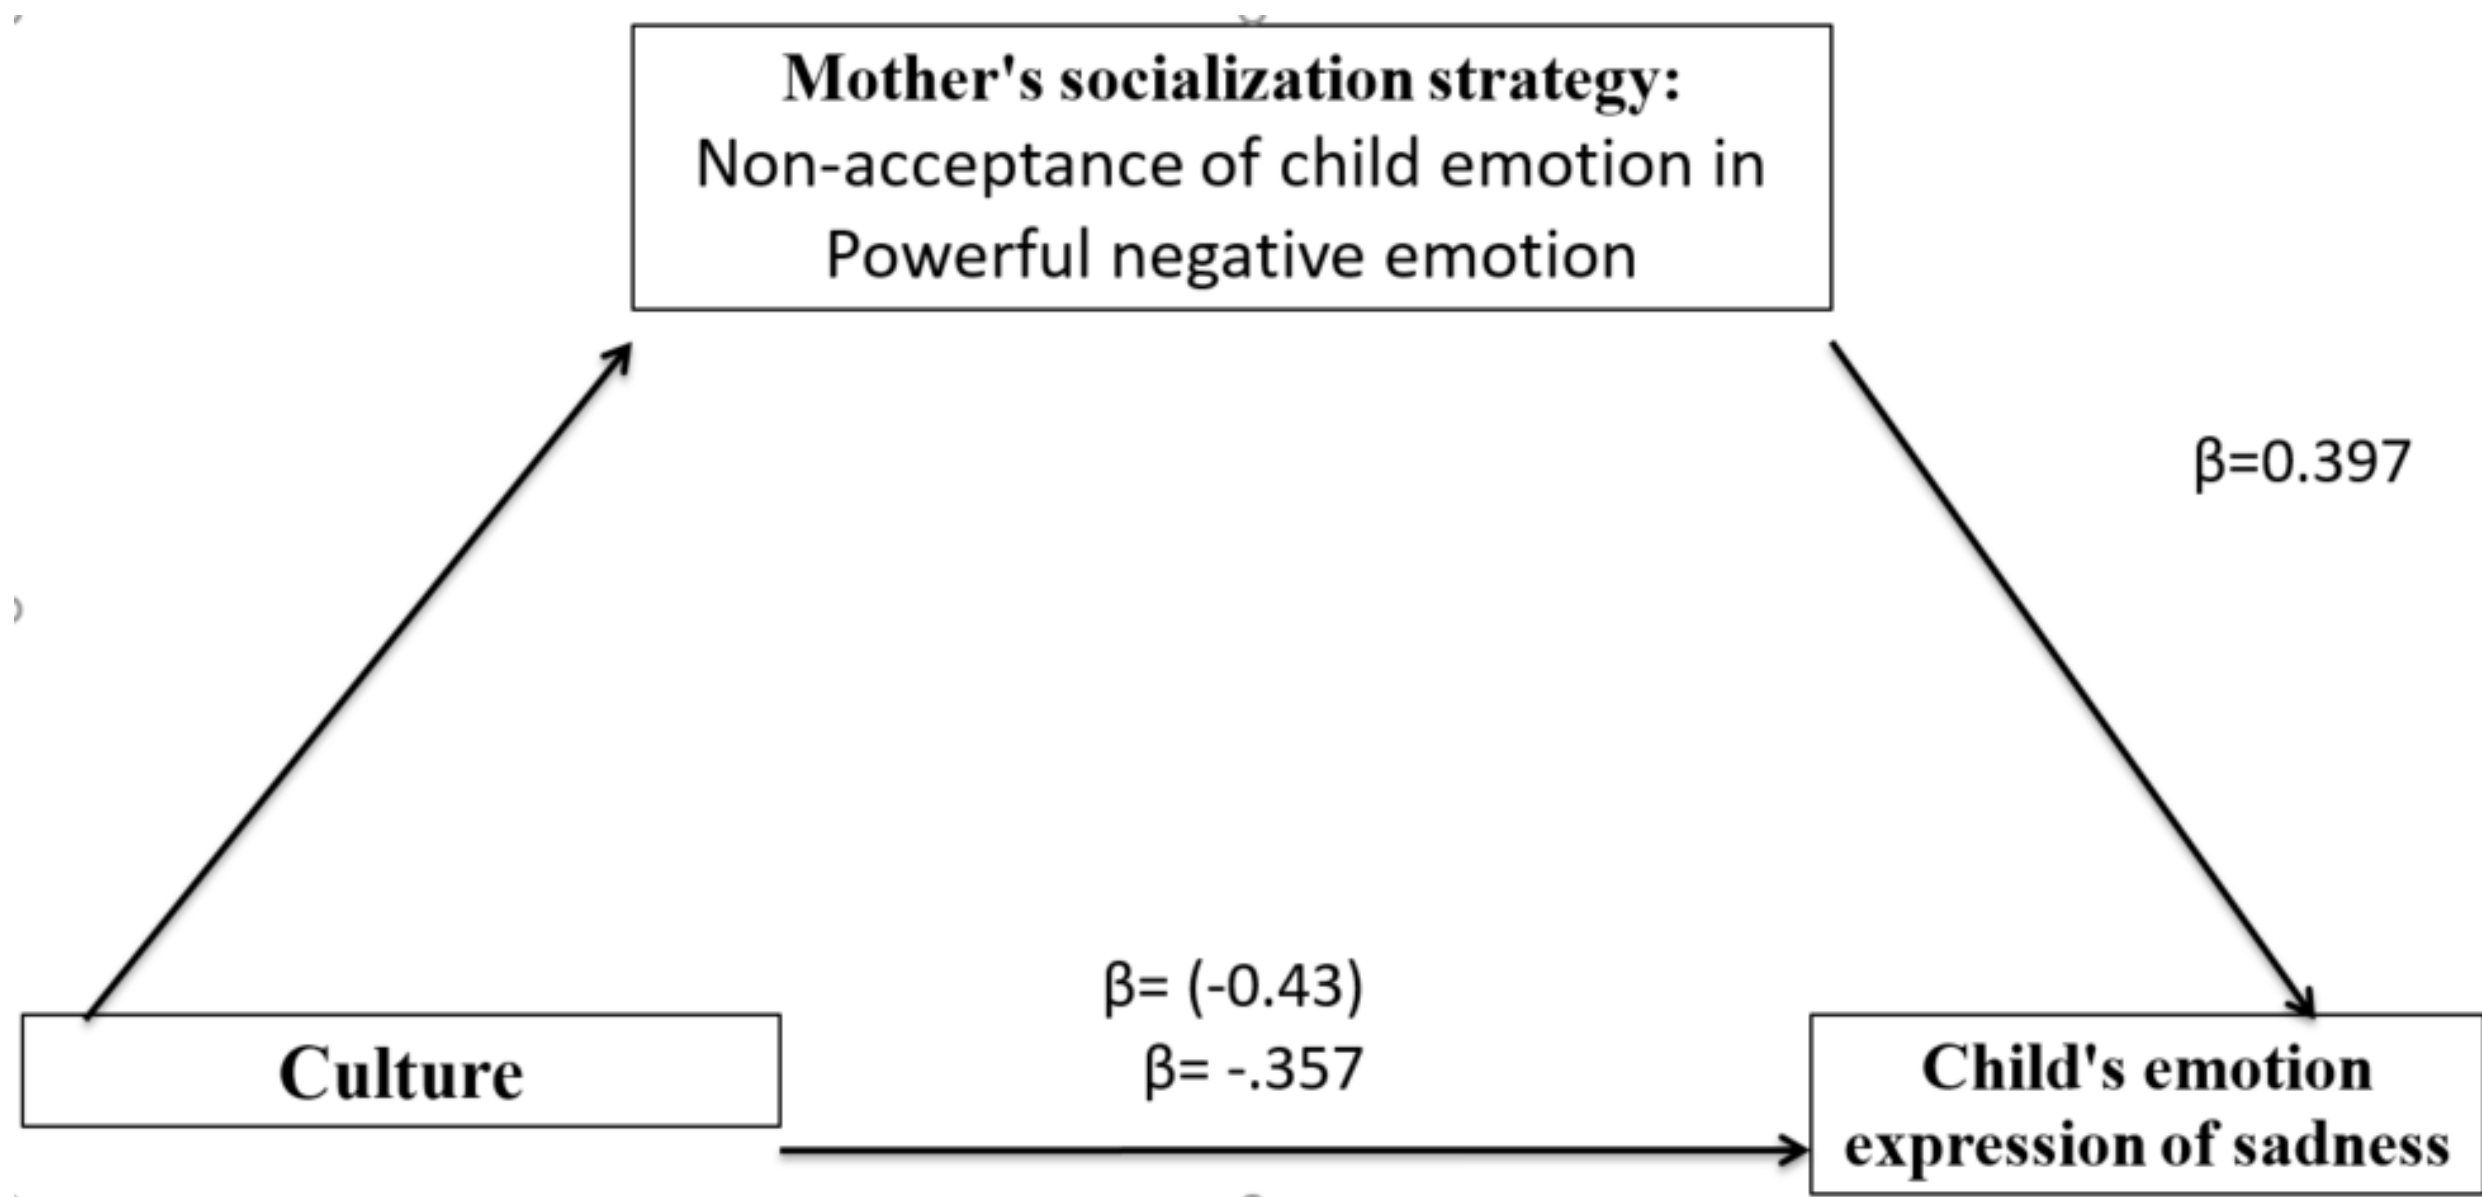 Mother's socialization strategy:
Non-acceptance of child emotion in
Powerful negative emotion
β=0.397
β= (-0.43)
β= -.357
Culture
Child's emotion
expression of sadness